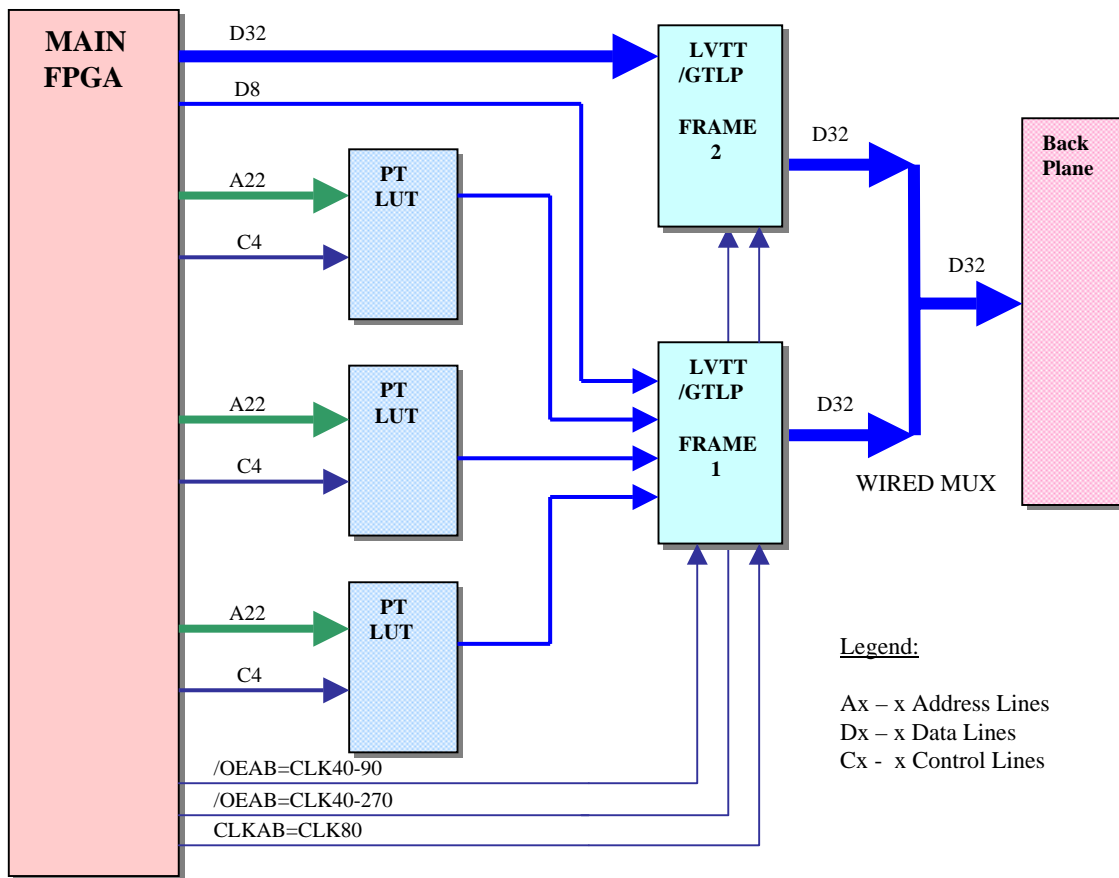 MAIN
FPGA
D32
D8
A22
C4
PT
LUT
A22
C4
PT
LUT
A22
C4
PT
LUT
/OEAB=CLK40-90
/OEAB=CLK40-270
CLKAB=CLK80
LVTT
/GTLP
FRAME
2
D32
LVTT
/GTLP
FRAME
1
D32
WIRED MUX
D32
Back
Plane
Legend:
Ax – x Address Lines
Dx – x Data Lines
Cx - x Control Lines